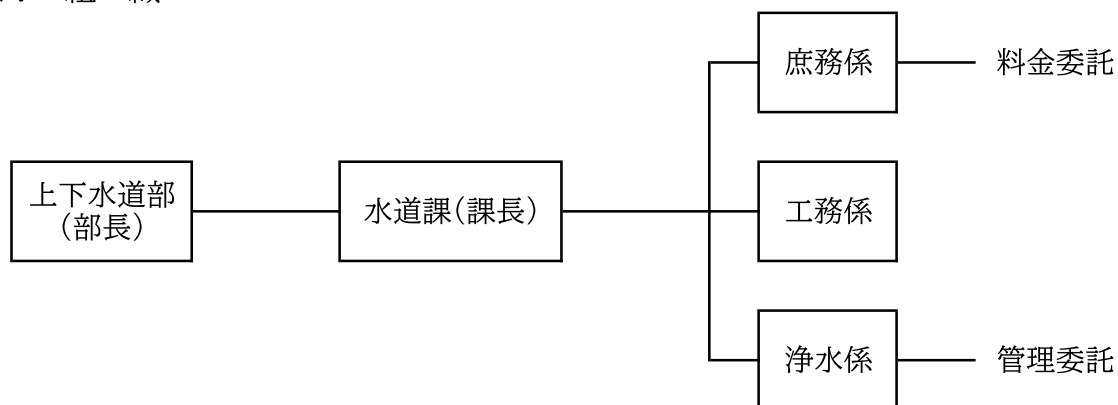 庶務係 料金委託
上下水道部
(部長)
水道課(課長)
工務係
浄水係 管理委託